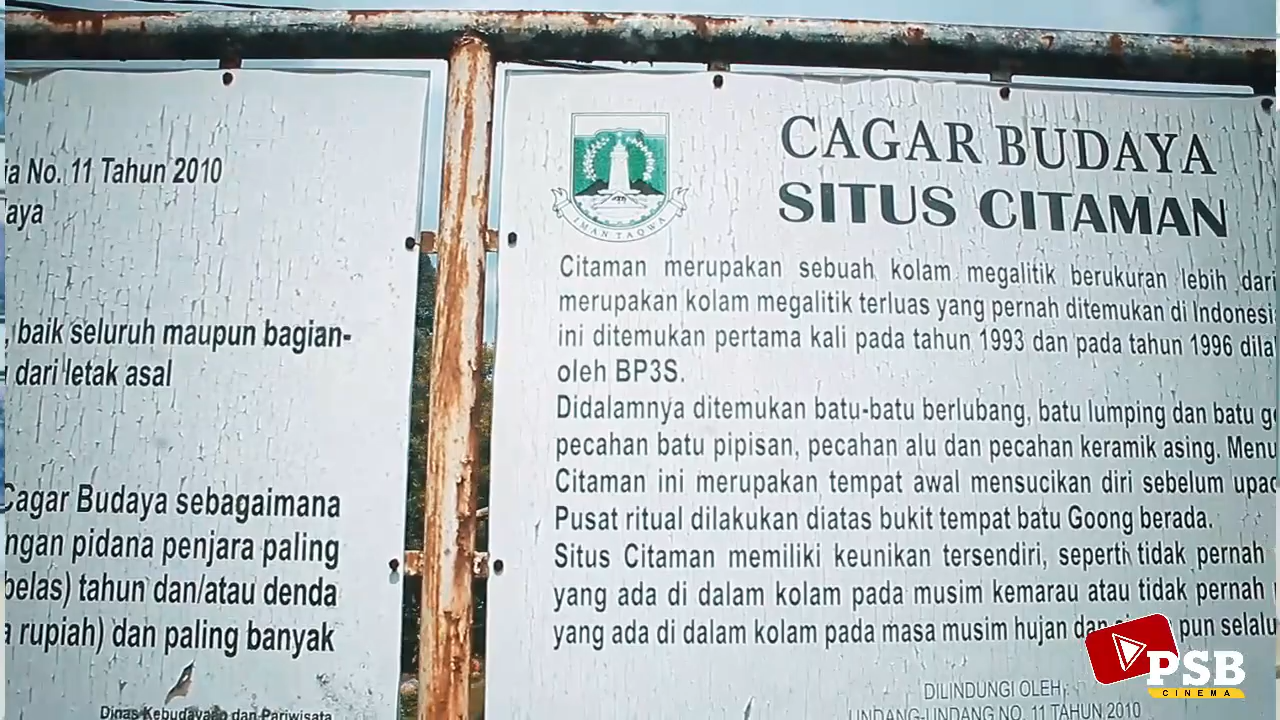 No. 11 Tahun 2010
baik seluruh maupun bagian-
dari letak asal
Cagar Budaya sebagaimana
pidana penjara paling
belas) tahun dan/atau denda
rupiah) dan paling banyak
Dinas Kebudayaan dan Pariwisata
IMAN TAQWA
CAGAR BUDAYA
SITUS CITAMAN
Citaman merupakan sebuah kolam megalitik berukuran lebih dari
merupakan kolam megalitik terluas yang pernah ditemukan di Indonesia
ini ditemukan pertama kali pada tahun 1993 dan pada tahun 1996
oleh BP3S.
Didalamnya ditemukan batu-batu berlubang, batu lumping dan batu
pecahan batu pipisan, pecahan alu dan pecahan keramik asing.
Citaman ini merupakan tempat awal mensucikan diri sebelum
Pusat ritual dilakukan diatas bukit tempat batu Goong berada.
Situs Citaman memiliki keunikan tersendiri, seperti tidak pernah
yang ada di dalam kolam pada musim kemarau atau tidak pernah
yang ada di dalam kolam pada masa musim hujan dan pun selalu
DILINDUNGI OLEH
UNDANG-UNDANG NO. 11 TAHUN 2010
PSB
CINEMA